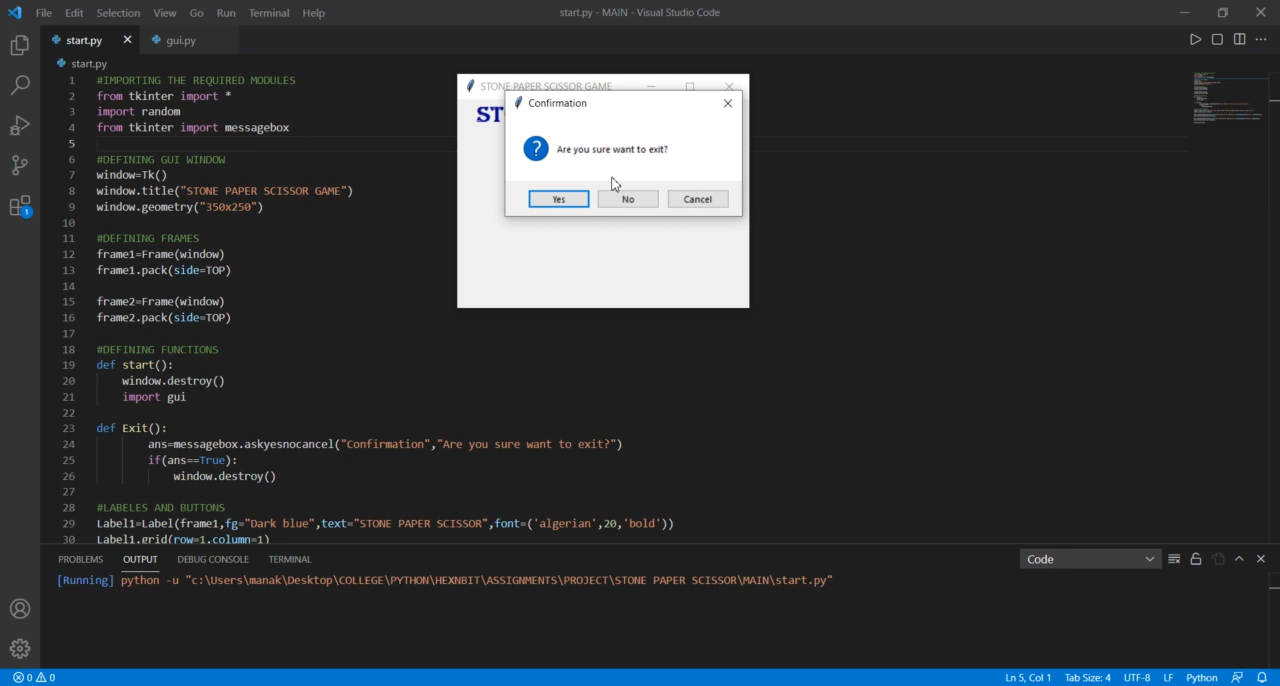 File Edit Selection View Go Run Terminal Help
start.py - MAIN - Visual Studio Code
start.py
gui.py
start.py
1 #IMPORTING THE REQUIRED MODULES
2 from tkinter import *
3 import random
4 from tkinter import messagebox
5
6 #DEFINING GUI WINDOW
7 window=Tk()
8 window.title("STONE PAPER SCISSOR GAME")
9 window.geometry("350x250")
10
11 #DEFINING FRAMES
12 frame1=Frame(window)
13 frame1.pack(side=TOP)
14
15 frame2=Frame(window)
16 frame2.pack(side=TOP)
17
18 #DEFINING FUNCTIONS
19 def start():
20 window.destroy()
21 import gui
22
23 def Exit():
24 ans=messagebox.askyesnocancel("Confirmation","Are you sure want to exit?")
25 if(ans==True):
26 window.destroy()
27
28 #LABELES AND BUTTONS
29 Label1=Label(frame1,fg="Dark blue",text="STONE PAPER SCISSOR",font=('algerian',20,'bold'))
30 Label1.grid(row=1,column=1)
STONE PAPER SCISSOR GAME
ST
Confirmation
? Are you sure want to exit?
Yes No Cancel
1
PROBLEMS OUTPUT DEBUG CONSOLE TERMINAL
Code
[Running] python -u "c:\Users\manak\Desktop\COLLEGE\PYTHON\HEXNBIT\ASSIGNMENTS\PROJECT\STONE PAPER SCISSOR\MAIN\start.py"
0 0
Ln 5, Col 1 Tab Size: 4 UTF-8 LF Python